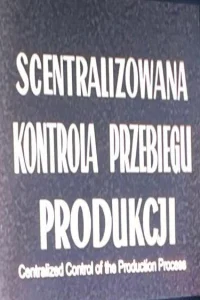 SCENTRALIZOWANA
KONTROLA PRZEBIEGU
PRODUKCJI
Centralized Control of the Production Process